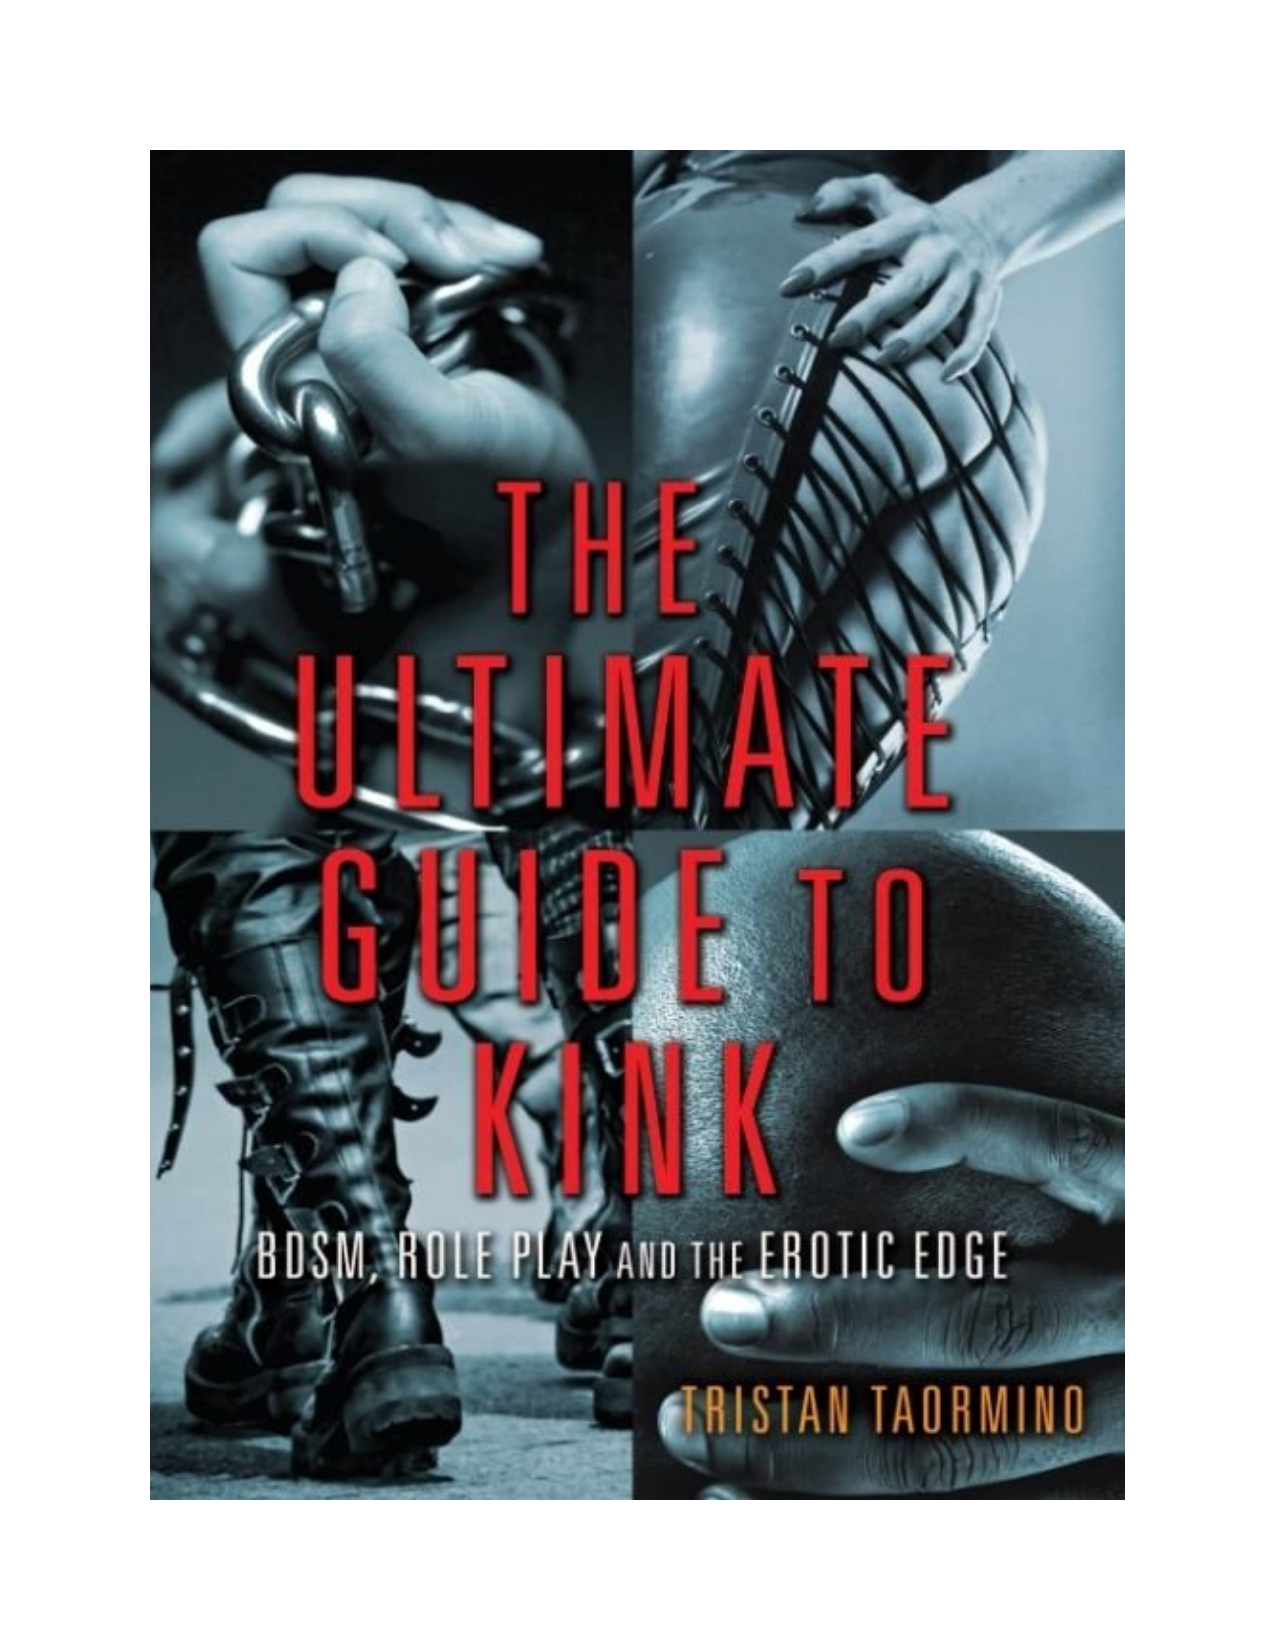 THE
ULTIMATE
GUIDE TO
KINK
BDSM, ROLE PLAY AND THE EROTIC EDGE
TRISTAN TAORMINO